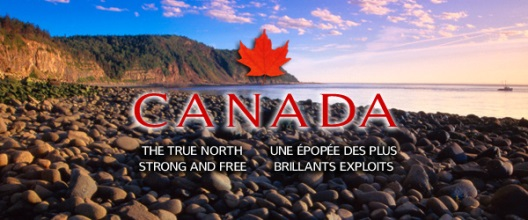 CANADA
THE TRUE NORTH
STRONG AND FREE
UNE ÉPOPÉE DES PLUS
BRILLANTS EXPLOITS